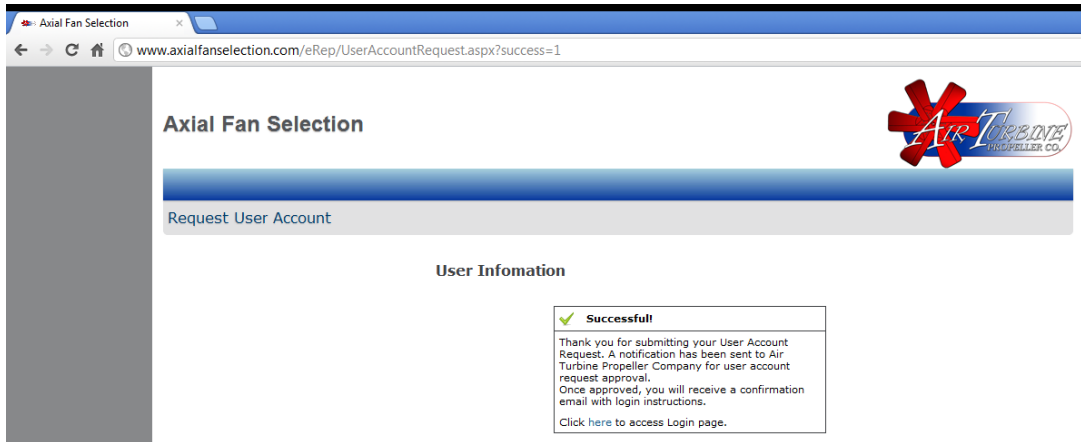 Axial Fan Selection
www.axialfanselection.com/eRep/UserAccountRequest.aspx?success=1
Axial Fan Selection
AIR TURBINE
PROPELLER CO.
Request User Account
User Infomation
Successful!
Thank you for submitting your User Account
Request. A notification has been sent to Air
Turbine Propeller Company for user account
request approval.
Once approved, you will receive a confirmation
email with login instructions.
Click here to access Login page.